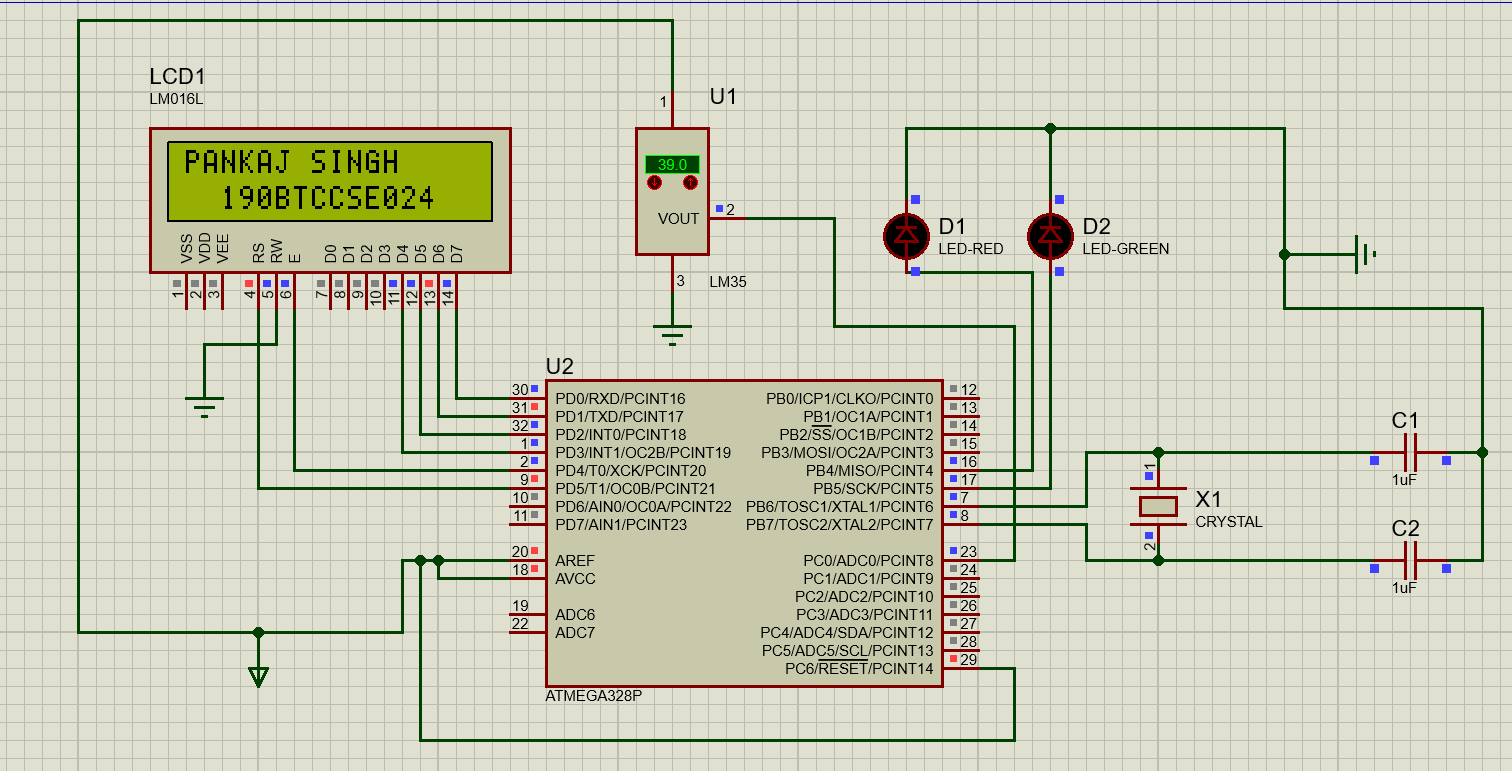 LCD1
LM016L
PANKAJ SINGH
190BTCCSE024
VSS
VDD
VEE
RS
RW
E
D0
D1
D2
D3
D4
D5
D6
D7
1
2
3
4
5
6
7
8
9
10
11
12
13
14
U1
1
39.0
VOUT
2
3
LM35
D1
LED-RED
D2
LED-GREEN
U2
30
PD0/RXD/PCINT16
31
PD1/TXD/PCINT17
32
PD2/INT0/PCINT18
1
PD3/INT1/OC2B/PCINT19
2
PD4/T0/XCK/PCINT20
9
PD5/T1/OC0B/PCINT21
10
PD6/AIN0/OC0A/PCINT22
11
PD7/AIN1/PCINT23
20
AREF
18
AVCC
19
ADC6
22
ADC7
PB0/ICP1/CLKO/PCINT0
12
PB1/OC1A/PCINT1
13
PB2/SS/OC1B/PCINT2
14
PB3/MOSI/OC2A/PCINT3
15
PB4/MISO/PCINT4
16
PB5/SCK/PCINT5
17
PB6/TOSC1/XTAL1/PCINT6
7
PB7/TOSC2/XTAL2/PCINT7
8
PC0/ADC0/PCINT8
23
PC1/ADC1/PCINT9
24
PC2/ADC2/PCINT10
25
PC3/ADC3/PCINT11
26
PC4/ADC4/SDA/PCINT12
27
PC5/ADC5/SCL/PCINT13
28
PC6/RESET/PCINT14
29
ATMEGA328P
1
X1
CRYSTAL
2
C1
1uF
C2
1uF